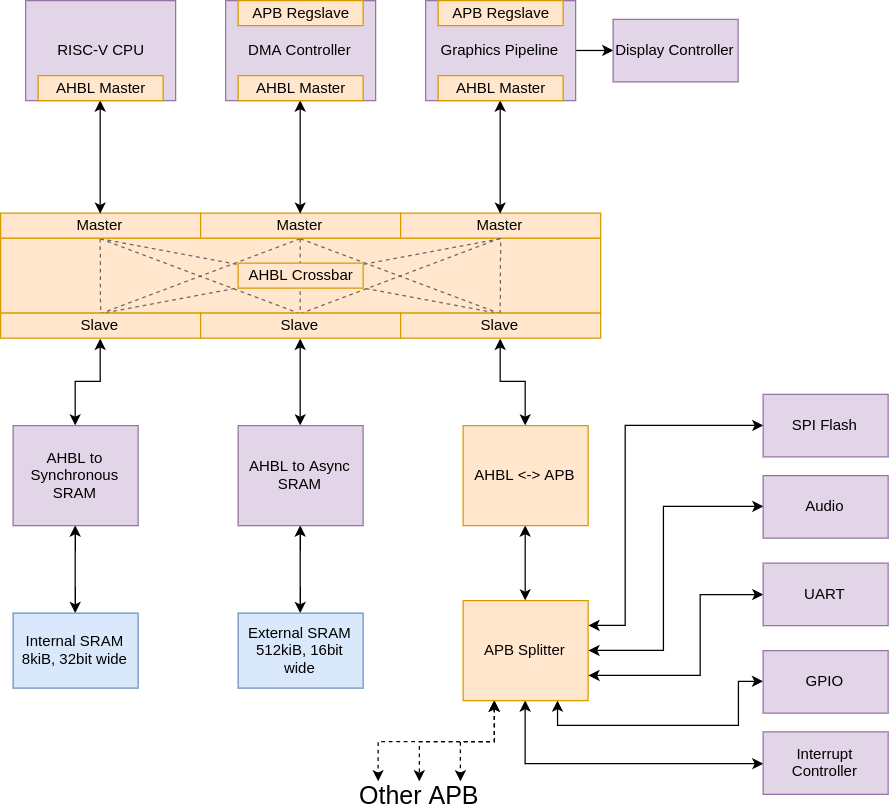 APB Regslave
APB Regslave
RISC-V CPU
DMA Controller
Graphics Pipeline
Display Controller
AHBL Master
AHBL Master
AHBL Master
Master
Master
Master
AHBL Crossbar
Slave
Slave
Slave
AHBL to
Synchronous
SRAM
AHBL to Async
SRAM
AHBL <-> APB
SPI Flash
Audio
UART
Internal SRAM
8kiB, 32bit wide
External SRAM
512kiB, 16bit
wide
APB Splitter
GPIO
Interrupt
Controller
Other APB